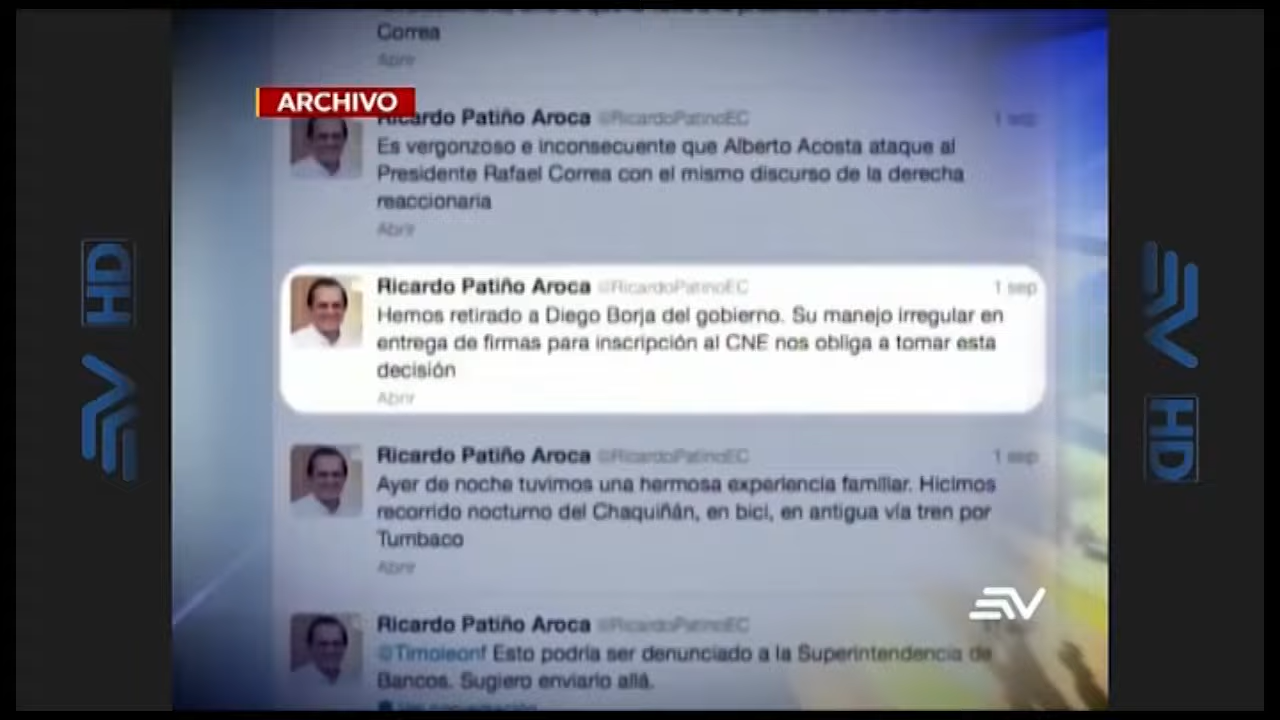 Correa
Abrir
ARCHIVO
Ricardo Patiño Aroca @RicardoPatinoEC 1 sep
Es vergonzoso e inconsecuente que Alberto Acosta ataque al
Presidente Rafael Correa con el mismo discurso de la derecha
reaccionaria
Abrir
Ricardo Patiño Aroca @RicardoPatinoEC 1 sep
Hemos retirado a Diego Borja del gobierno. Su manejo irregular en
entrega de firmas para inscripción al CNE nos obliga a tomar esta
decisión
Abrir
Ricardo Patiño Aroca @RicardoPatinoEC 1 sep
Ayer de noche tuvimos una hermosa experiencia familiar. Hicimos
recorrido nocturno del Chaquiñán, en bici, en antigua vía tren por
Tumbaco
Abrir
Ricardo Patiño Aroca @RicardoPatinoEC
@Timoleonf Esto podría ser denunciado a la Superintendencia de
Bancos. Sugiero enviarlo allá.
HD
HD